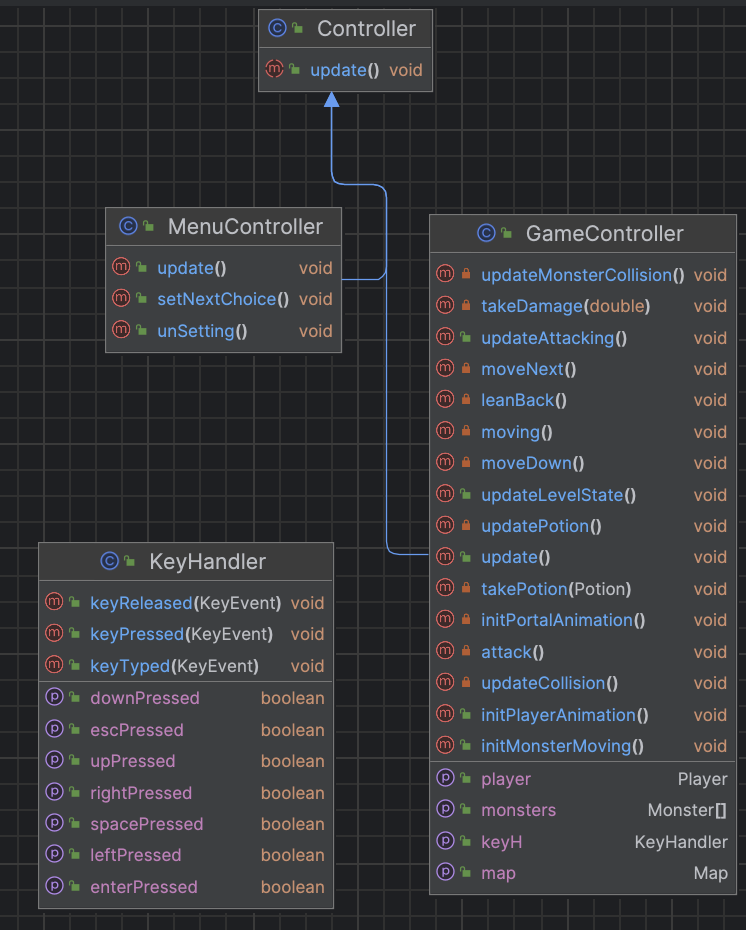 Controller
update() void
MenuController
update() void
setNextChoice() void
unSetting() void
GameController
updateMonsterCollision() void
takeDamage(double) void
updateAttacking() void
moveNext() void
leanBack() void
moving() void
moveDown() void
updateLevelState() void
updatePotion() void
update() void
takePotion(Potion) void
initPortalAnimation() void
attack() void
updateCollision() void
initPlayerAnimation() void
initMonsterMoving() void
player Player
monsters Monster[]
keyH KeyHandler
map Map
KeyHandler
keyReleased(KeyEvent) void
keyPressed(KeyEvent) void
keyTyped(KeyEvent) void
downPressed boolean
escPressed boolean
upPressed boolean
rightPressed boolean
spacePressed boolean
leftPressed boolean
enterPressed boolean